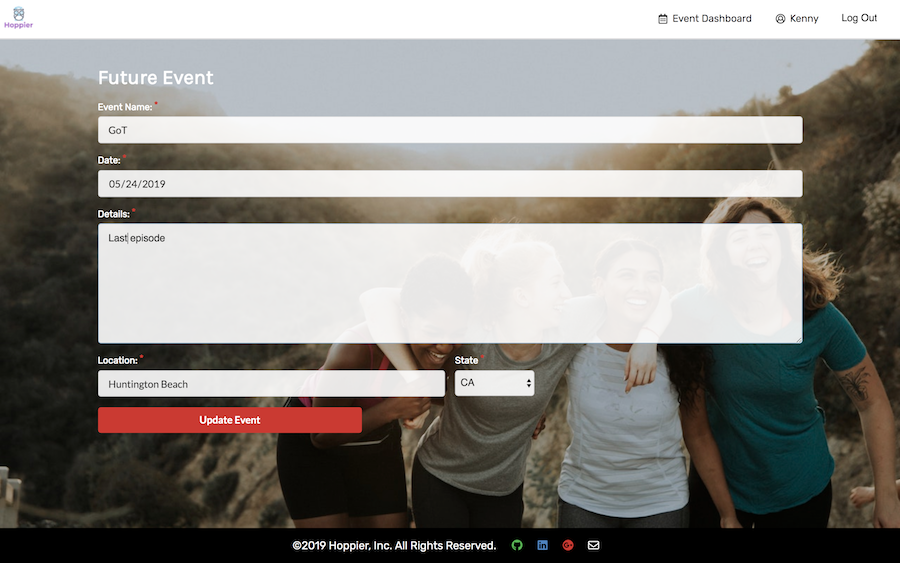 Hoppier
Event Dashboard
Kenny
Log Out
Future Event
Event Name: *
GoT
Date: *
05/24/2019
Details: *
Last episode
Location: *
Huntington Beach
State *
CA
Update Event
©2019 Hoppier, Inc. All Rights Reserved.